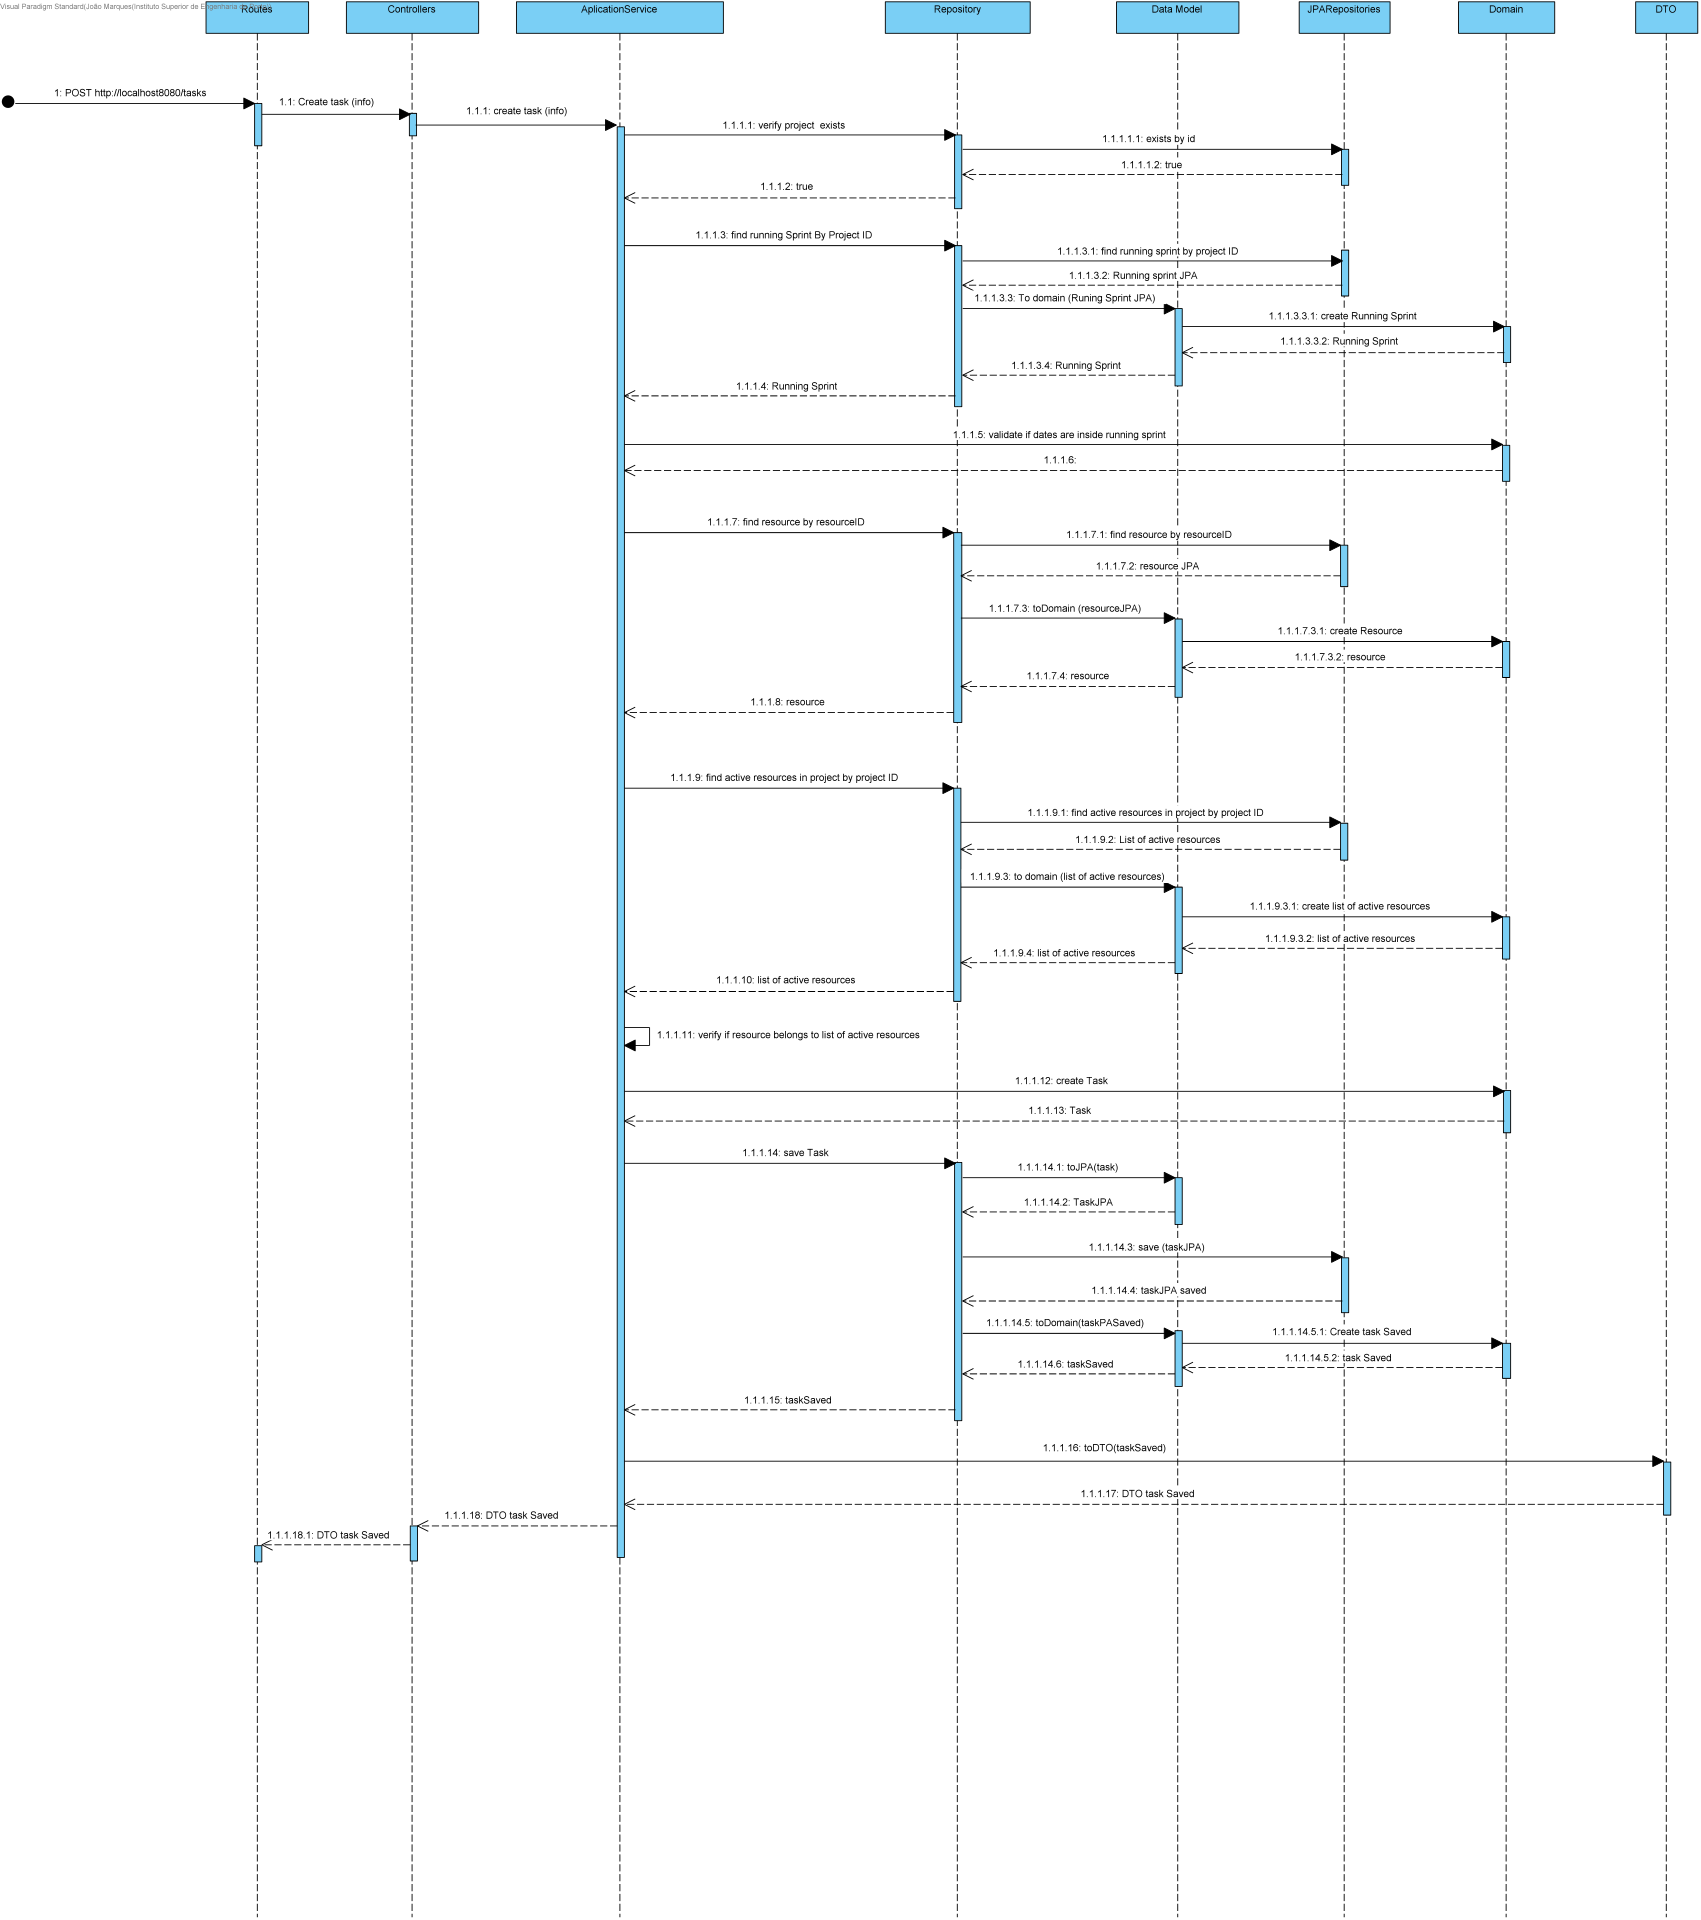 Visual Paradigm Standard(João Marques(Instituto Superior de Engenharia
Routes
Controllers
AplicationService
Repository
Data Model
JPARepositories
Domain
DTO
1: POST http://localhost8080/tasks
1.1: Create task (info)
1.1.1: create task (info)
1.1.1.1: verify project exists
1.1.1.1.1: exists by id
1.1.1.1.2: true
1.1.1.2: true
1.1.1.3: find running Sprint By Project ID
1.1.1.3.1: find running sprint by project ID
1.1.1.3.2: Running sprint JPA
1.1.1.3.3: To domain (Runing Sprint JPA)
1.1.1.3.3.1: create Running Sprint
1.1.1.3.3.2: Running Sprint
1.1.1.3.4: Running Sprint
1.1.1.4: Running Sprint
1.1.1.5: validate if dates are inside running sprint
1.1.1.6:
1.1.1.7: find resource by resourceID
1.1.1.7.1: find resource by resourceID
1.1.1.7.2: resource JPA
1.1.1.7.3: toDomain (resourceJPA)
1.1.1.7.3.1: create Resource
1.1.1.7.3.2: resource
1.1.1.7.4: resource
1.1.1.8: resource
1.1.1.9: find active resources in project by project ID
1.1.1.9.1: find active resources in project by project ID
1.1.1.9.2: List of active resources
1.1.1.9.3: to domain (list of active resources)
1.1.1.9.3.1: create list of active resources
1.1.1.9.3.2: list of active resources
1.1.1.9.4: list of active resources
1.1.1.10: list of active resources
1.1.1.11: verify if resource belongs to list of active resources
1.1.1.12: create Task
1.1.1.13: Task
1.1.1.14: save Task
1.1.1.14.1: toJPA(task)
1.1.1.14.2: TaskJPA
1.1.1.14.3: save (taskJPA)
1.1.1.14.4: taskJPA saved
1.1.1.14.5: toDomain(taskPASaved)
1.1.1.14.5.1: Create task Saved
1.1.1.14.5.2: task Saved
1.1.1.14.6: taskSaved
1.1.1.15: taskSaved
1.1.1.16: toDTO(taskSaved)
1.1.1.17: DTO task Saved
1.1.1.18: DTO task Saved
1.1.1.18.1: DTO task Saved